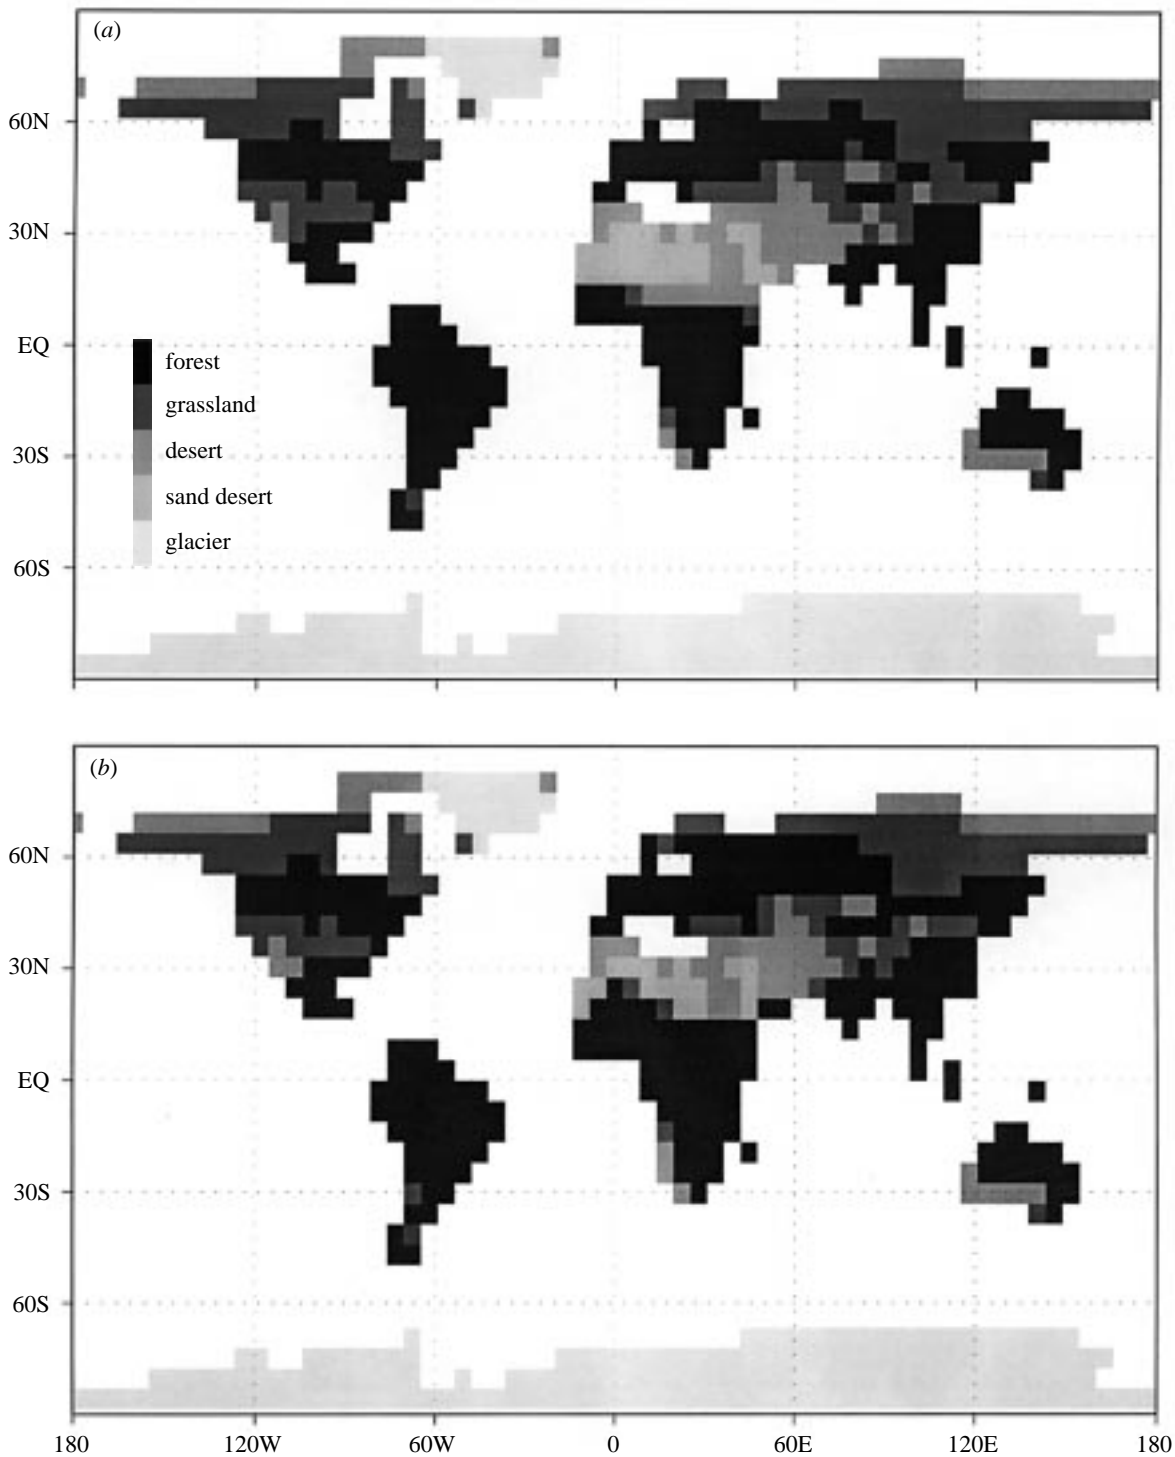 (a)
60N
30N
EQ
30S
60S
forest
grassland
desert
sand desert
glacier
(b)
60N
30N
EQ
30S
60S
180
120W
60W
0
60E
120E
180